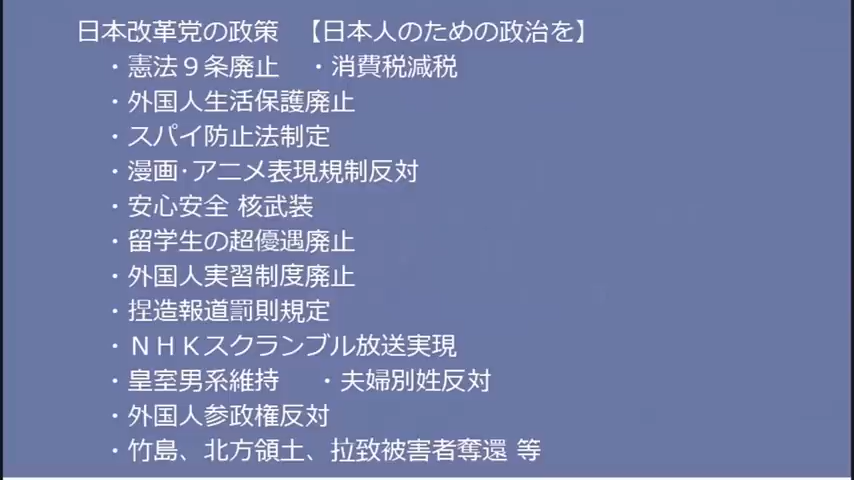 日本改革党の政策　【日本人のための政治を】
・憲法９条廃止　・消費税減税
・外国人生活保護廃止
・スパイ防止法制定
・漫画･アニメ表現規制反対
・安心安全 核武装
・留学生の超優遇廃止
・外国人実習制度廃止
・捏造報道罰則規定
・ＮＨＫスクランブル放送実現
・皇室男系維持　・夫婦別姓反対
・外国人参政権反対
・竹島、北方領土、拉致被害者奪還 等